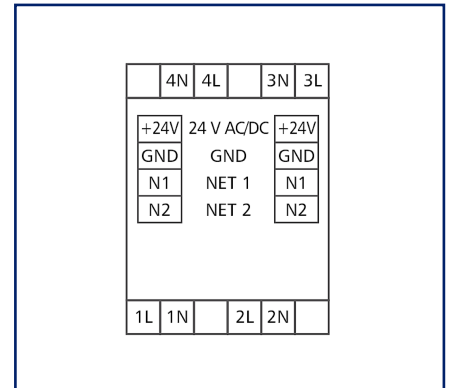 4N 4L 3N 3L
+24V 24 V AC/DC +24V
GND GND GND
N1 NET 1 N1
N2 NET 2 N2
1L 1N 2L 2N